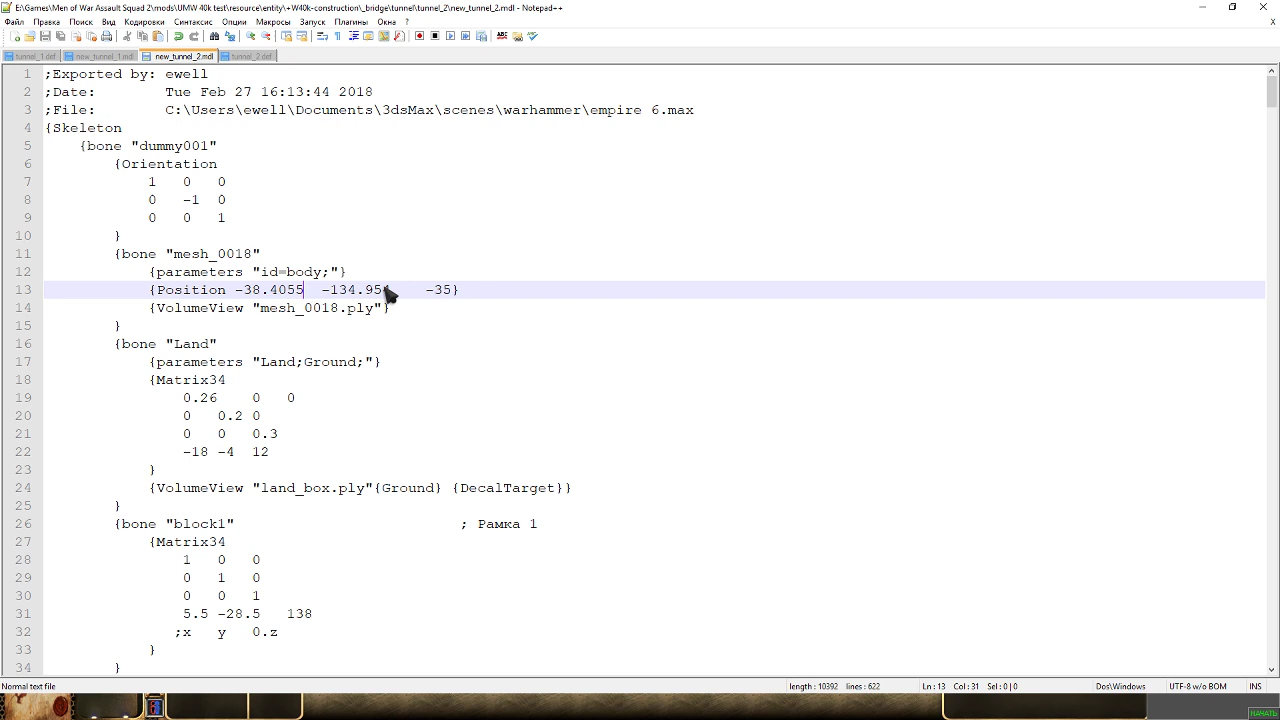 E:\Games\Men of War Assault Squad 2\mods\UMW 40k test\resource\entity\+W40k-construction\_bridge\tunnel\tunnel_2\new_tunnel_2.mdl - Notepad++
Файл Правка Поиск Вид Кодировки Синтаксис Опции Макросы Запуск Плагины Окна ? X
tunnel_1.def new_tunnel_1.mdl new_tunnel_2.mdl tunnel_2.def
1 ;Exported by: ewell
2 ;Date: Tue Feb 27 16:13:44 2018
3 ;File: C:\Users\ewell\Documents\3dsMax\scenes\warhammer\empire 6.max
4 {Skeleton
5 {bone "dummy001"
6 {Orientation
7 1 0 0
8 0 -1 0
9 0 0 1
10 }
11 {bone "mesh_0018"
12 {parameters "id=body;"}
13 {Position -38.4055 -134.95 -35}
14 {VolumeView "mesh_0018.ply"}
15 }
16 {bone "Land"
17 {parameters "Land;Ground;"}
18 {Matrix34
19 0.26 0 0
20 0 0.2 0
21 0 0 0.3
22 -18 -4 12
23 }
24 {VolumeView "land_box.ply"{Ground} {DecalTarget}}
25 }
26 {bone "block1" ; Рамка 1
27 {Matrix34
28 1 0 0
29 0 1 0
30 0 0 1
31 5.5 -28.5 138
32 ;x y 0.z
33 }
34 }
Normal text file length : 10392 lines : 622 Ln : 13 Col : 31 Sel : 0 | 0 Dos\Windows UTF-8 w/o BOM INS
НАЧАТЬ